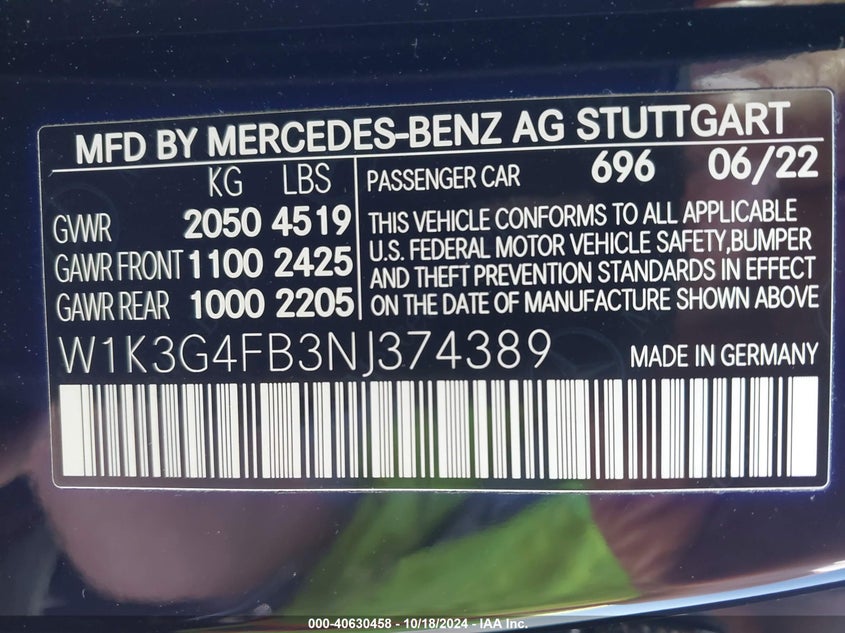 MFD BY MERCEDES-BENZ AG STUTTGART
KG LBS
GVWR 2050 4519
GAWR FRONT 1100 2425
GAWR REAR 1000 2205
PASSENGER CAR 696 06/22
THIS VEHICLE CONFORMS TO ALL APPLICABLE
U.S. FEDERAL MOTOR VEHICLE SAFETY,BUMPER
AND THEFT PREVENTION STANDARDS IN EFFECT
ON THE DATE OF MANUFACTURE SHOWN ABOVE
W1K3G4FB3NJ374389 MADE IN GERMANY
000-40630458 - 10/18/2024 - IAA Inc.